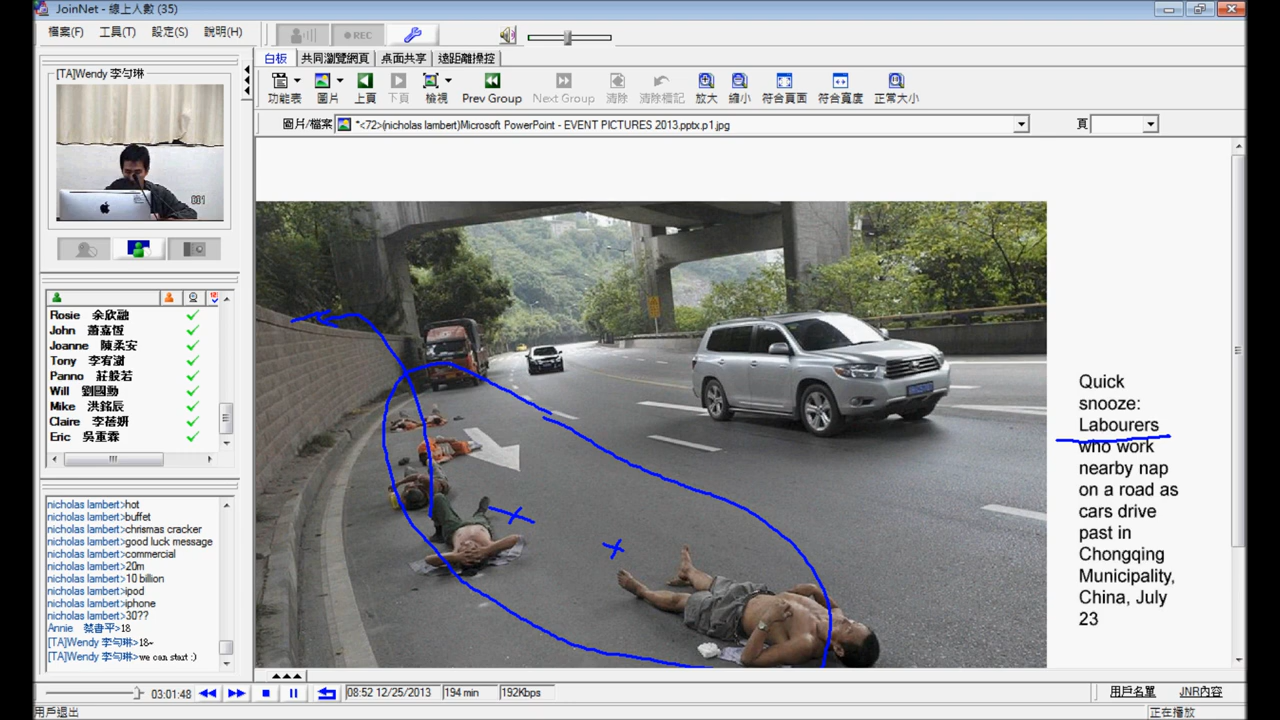 JoinNet - 線上人數 (35)
檔案(F) 工具(T) 設定(S) 說明(H)
REC
[TA]Wendy 李勻琳
白板 共同瀏覽網頁 桌面共享 遠距離操控
功能表 圖片 上頁 下頁 檢視 Prev Group Next Group 清除 清除標記 放大 縮小 符合頁面 符合寬度 正常大小
圖片/檔案 *<72>(nicholas lambert)Microsoft PowerPoint - EVENT PICTURES 2013.pptx.p1.jpg 頁
Rosie 余欣融
John 蕭嘉恆
Joanne 陳柔安
Tony 李宥澍
Panno 莊般若
Will 劉國勳
Mike 洪銘辰
Claire 李蓓妍
Eric 吳重霖
nicholas lambert>hot
nicholas lambert>buffet
nicholas lambert>chrismas cracker
nicholas lambert>good luck message
nicholas lambert>commercial
nicholas lambert>20m
nicholas lambert>10 billion
nicholas lambert>ipod
nicholas lambert>iphone
nicholas lambert>30??
Annie 蔡書平>18
[TA]Wendy 李勻琳>18~
[TA]Wendy 李勻琳>we can start :)
Quick
snooze:
Labourers
who work
nearby nap
on a road as
cars drive
past in
Chongqing
Municipality,
China, July
23
03:01:48 08:52 12/25/2013 194 min 192Kbps 用戶名單 JNR內容
用戶退出 正在播放